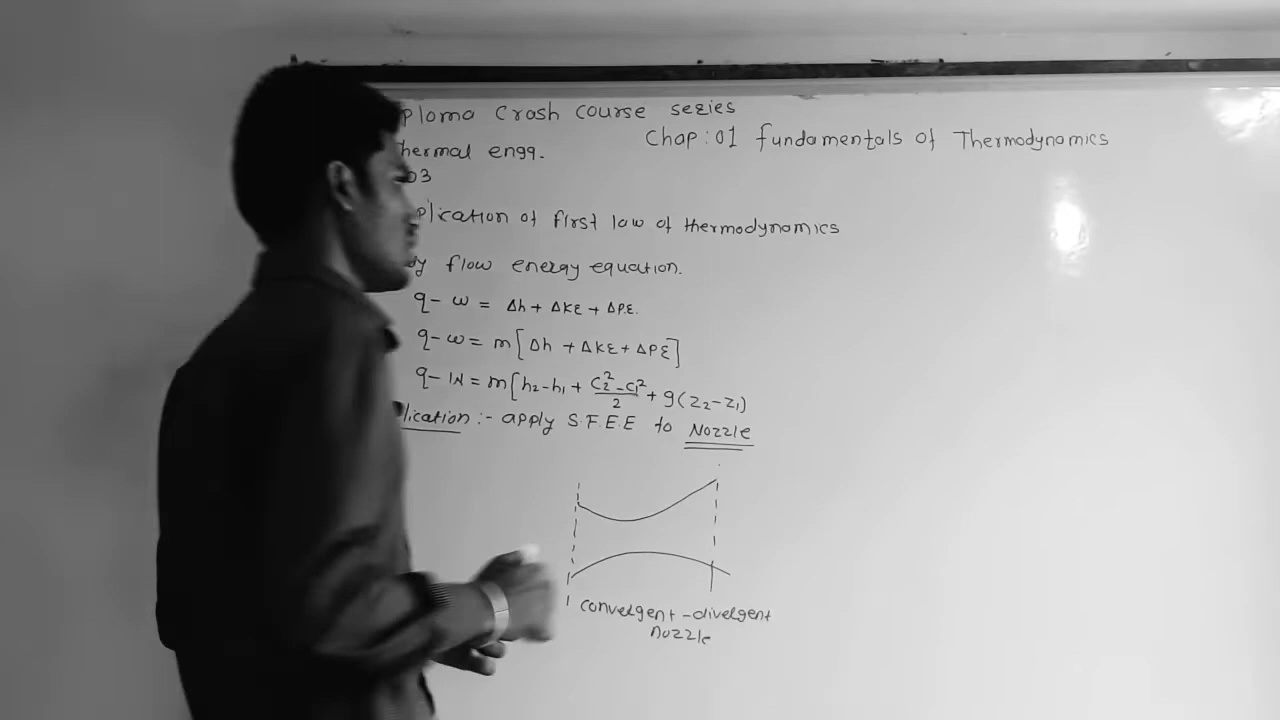 ploma Crash course series
Chap:01 fundamentals of Thermodynamics
hermal engg.
03
plication of first law of thermodynamics
dy flow energy equation.
q- w = Δh + ΔKE + ΔP.E.
q- w = m[Δh + ΔKE + ΔPE]
q- W = m[h₂-h₁ + C₂²-C₁²/2 + g(Z₂-Z₁)
lication :- apply S.F.E.E to Nozzle
convergent -divergent
nozzle